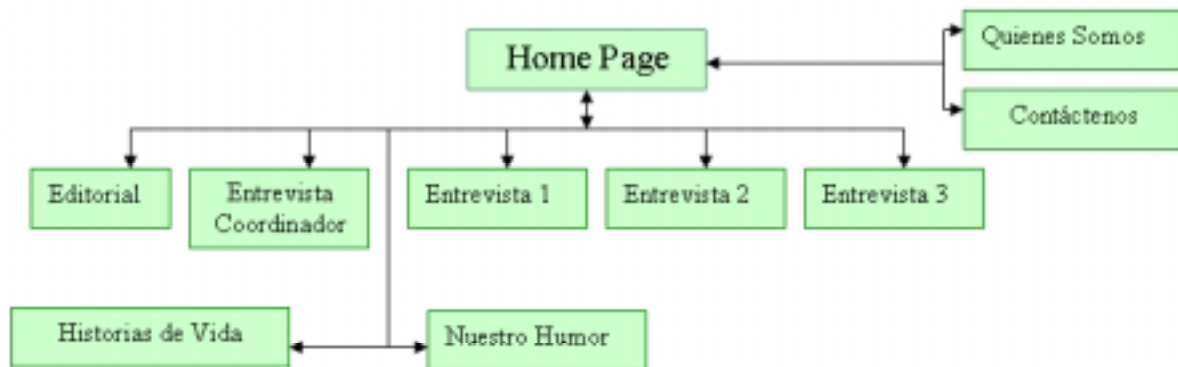 Home Page
Quienes Somos
Contáctenos
Editorial
Entrevista
Coordinador
Entrevista 1
Entrevista 2
Entrevista 3
Historias de Vida
Nuestro Humor